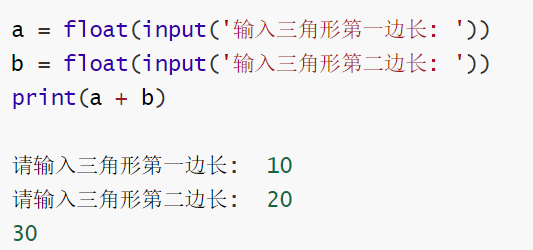 a = float(input('输入三角形第一边长: '))
b = float(input('输入三角形第二边长: '))
print(a + b)
请输入三角形第一边长: 10
请输入三角形第二边长: 20
30